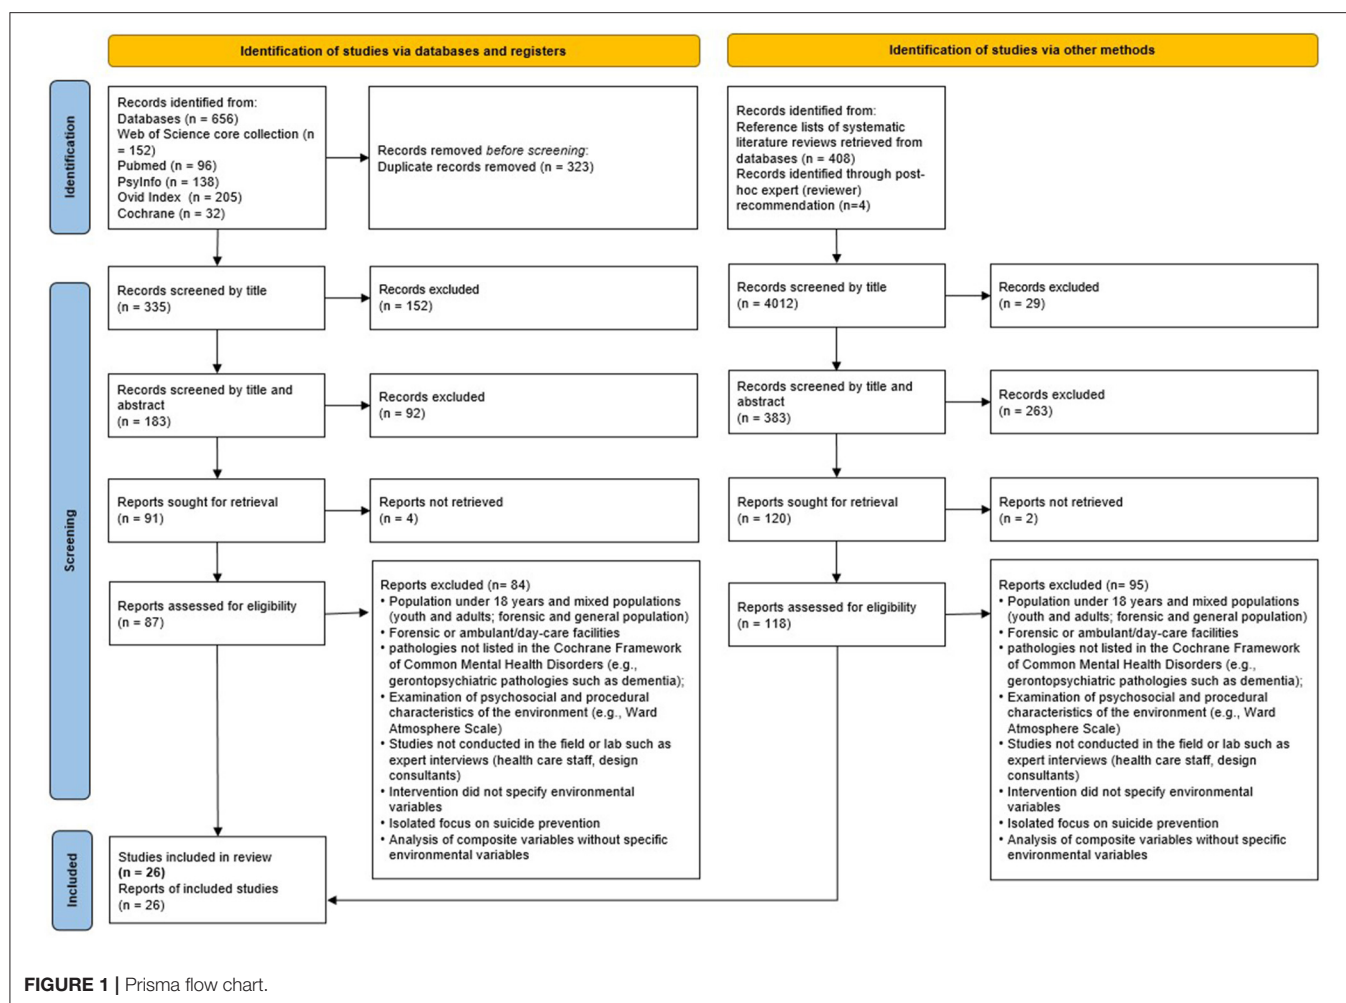 Identification of studies via databases and registers
Identification of studies via other methods
Identification
Records identified from:
Databases (n = 656)
Web of Science core collection (n
= 152)
Pubmed (n = 96)
PsyInfo (n = 138)
Ovid Index (n = 205)
Cochrane (n = 32)
Records removed before screening:
Duplicate records removed (n = 323)
Records identified from:
Reference lists of systematic
literature reviews retrieved from
databases (n = 408)
Records identified through post-
hoc expert (reviewer)
recommendation (n=4)
Screening
Records screened by title
(n = 335)
Records excluded
(n = 152)
Records screened by title
(n = 4012)
Records excluded
(n = 29)
Records screened by title and
abstract
(n = 183)
Records excluded
(n = 92)
Records screened by title and
abstract
(n = 383)
Records excluded
(n = 263)
Reports sought for retrieval
(n = 91)
Reports not retrieved
(n = 4)
Reports sought for retrieval
(n = 120)
Reports not retrieved
(n = 2)
Reports assessed for eligibility
(n = 87)
Reports excluded (n= 84)
• Population under 18 years and mixed populations
(youth and adults; forensic and general population)
• Forensic or ambulant/day-care facilities
• pathologies not listed in the Cochrane Framework
of Common Mental Health Disorders (e.g.,
gerontopsychiatric pathologies such as dementia);
• Examination of psychosocial and procedural
characteristics of the environment (e.g., Ward
Atmosphere Scale)
• Studies not conducted in the field or lab such as
expert interviews (health care staff, design
consultants)
• Intervention did not specify environmental
variables
• Isolated focus on suicide prevention
• Analysis of composite variables without specific
environmental variables
Reports assessed for eligibility
(n = 118)
Reports excluded (n= 95)
• Population under 18 years and mixed populations
(youth and adults; forensic and general population)
• Forensic or ambulant/day-care facilities
• pathologies not listed in the Cochrane Framework
of Common Mental Health Disorders (e.g.,
gerontopsychiatric pathologies such as dementia);
• Examination of psychosocial and procedural
characteristics of the environment (e.g., Ward
Atmosphere Scale)
• Studies not conducted in the field or lab such as
expert interviews (health care staff, design
consultants)
• Intervention did not specify environmental
variables
• Isolated focus on suicide prevention
• Analysis of composite variables without specific
environmental variables
Included
Studies included in review
(n = 26)
Reports of included studies
(n = 26)
FIGURE 1 | Prisma flow chart.